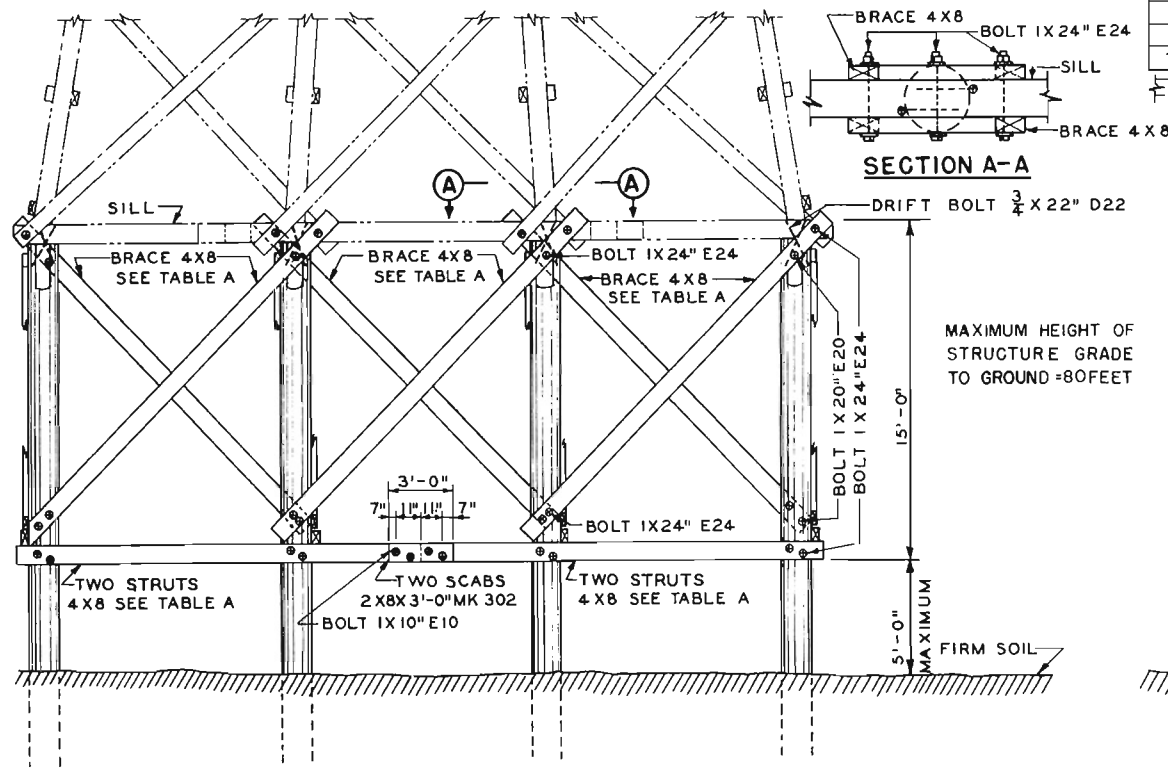 BRACE 4X8
BOLT 1X24" E24
SILL
BRACE 4X8
SECTION A-A
A
A
SILL
DRIFT BOLT 3/4 X 22" D22
BRACE 4X8
SEE TABLE A
BRACE 4X8
SEE TABLE A
BOLT 1X24" E24
BRACE 4X8
SEE TABLE A
MAXIMUM HEIGHT OF
STRUCTURE GRADE
TO GROUND =80FEET
BOLT 1 X 20" E20
BOLT 1 X 24" E24
15'-0"
3'-0"
7" 11" 11" 7"
BOLT 1X24" E24
TWO STRUTS
4X8 SEE TABLE A
TWO SCABS
2X8X3'-0"MK 302
BOLT 1X10" E10
TWO STRUTS
4X8 SEE TABLE A
5'-0"
MAXIMUM
FIRM SOIL